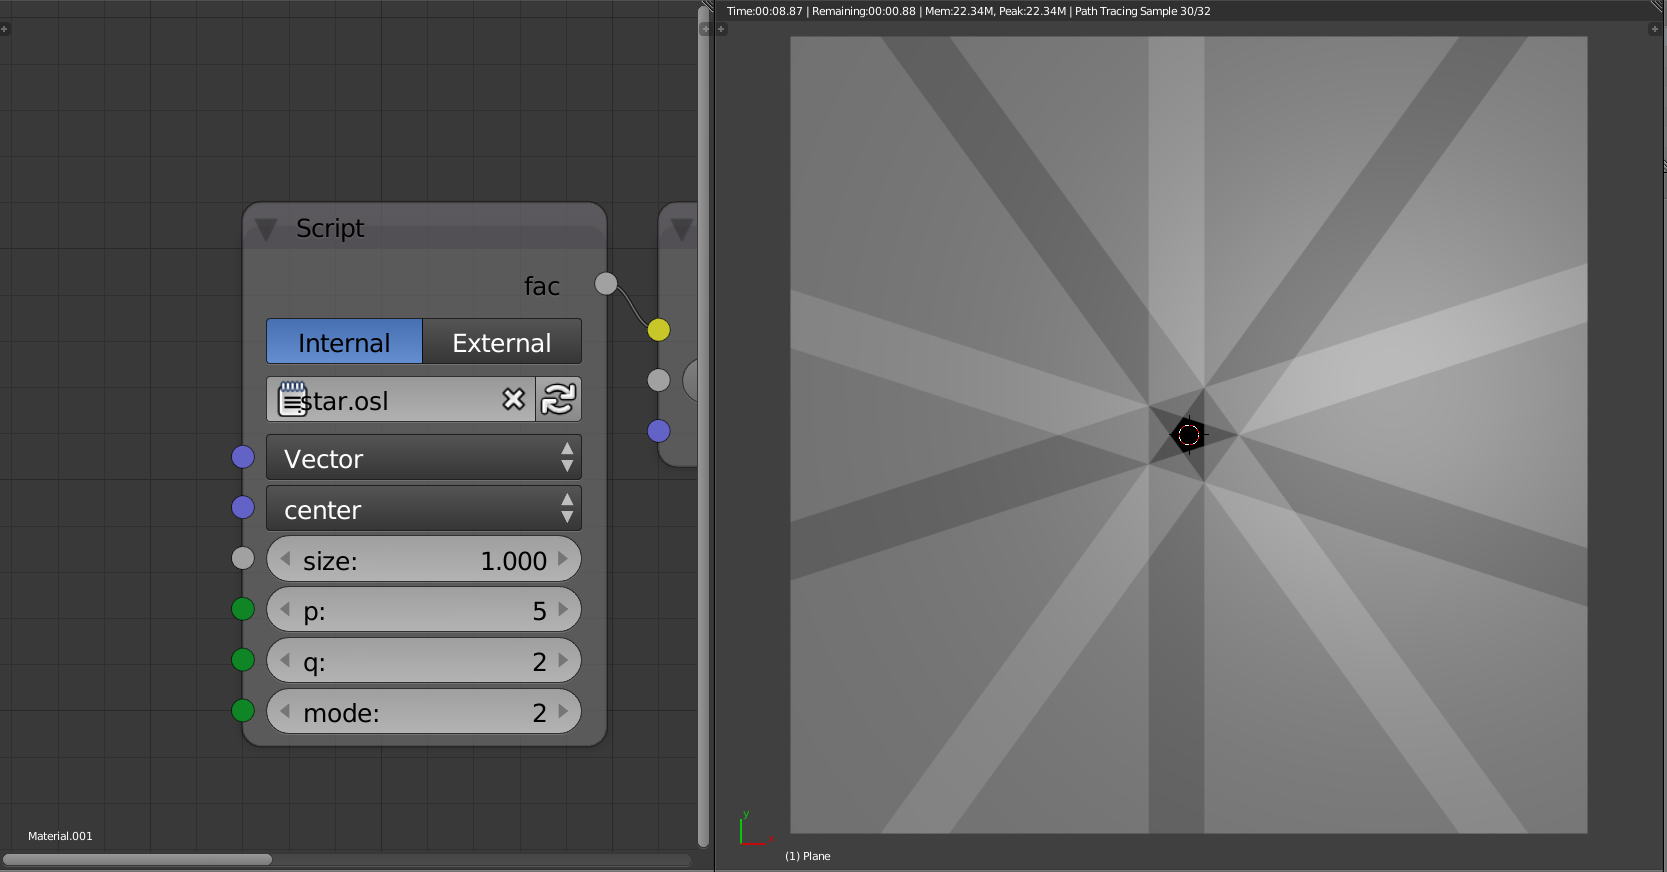 Time:00:08.87 | Remaining:00:00.88 | Mem:22.34M, Peak:22.34M | Path Tracing Sample 30/32
Script
fac
Internal External
star.osl
Vector
center
size: 1.000
p: 5
q: 2
mode: 2
Material.001
y
x
(1) Plane